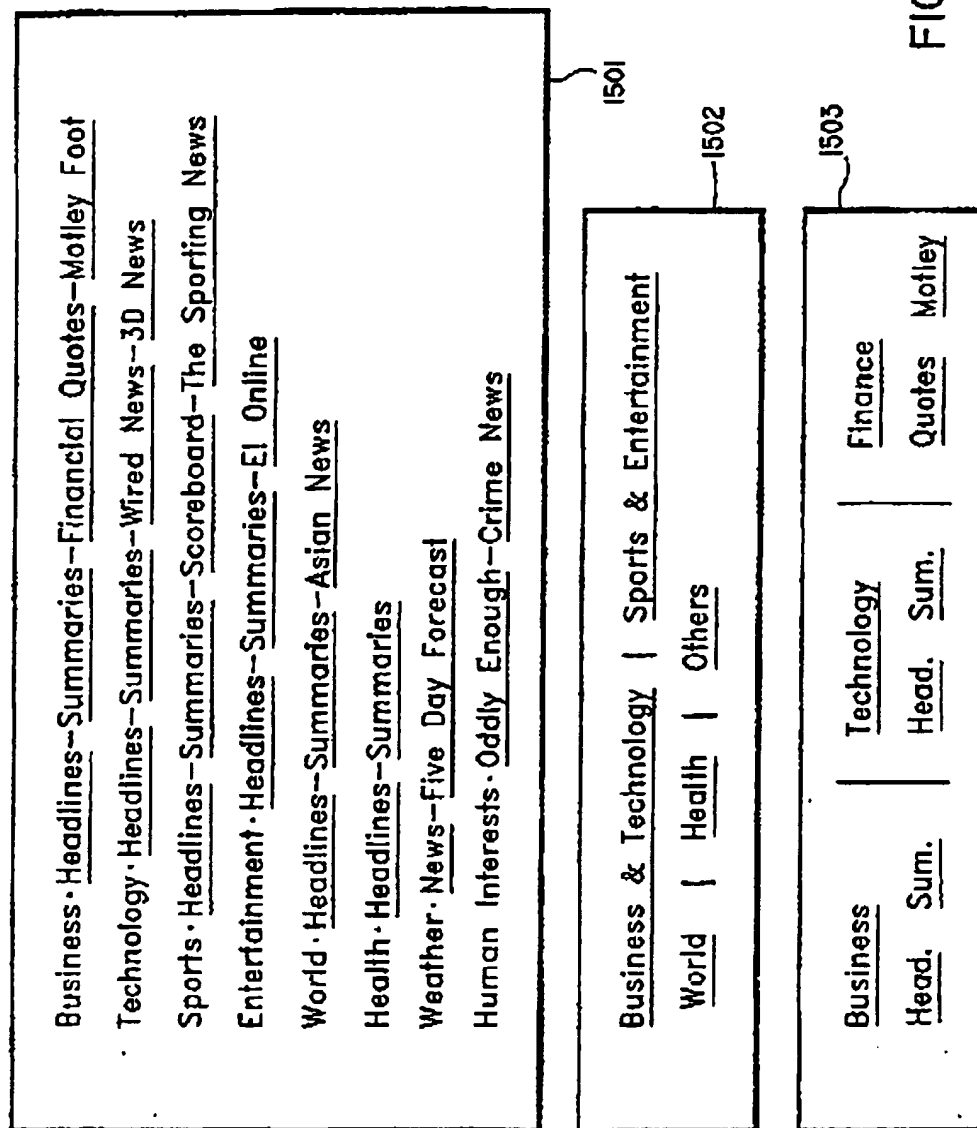 Business · Headlines–Summaries–Financial Quotes–Motley Foot
Technology · Headlines–Summaries–Wired News–3D News
Sports · Headlines–Summaries–Scoreboard–The Sporting News
Entertainment · Headlines–Summaries–E! Online
World · Headlines–Summaries–Asian News
Health · Headlines–Summaries
Weather · News–Five Day Forecast
Human Interests · Oddly Enough–Crime News
1501
Business & Technology | Sports & Entertainment
World | Health | Others
1502
Business | Technology | Finance
Head. Sum. Head. Sum. Quotes Motley
1503